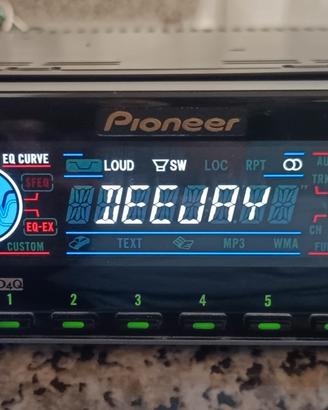 Pioneer
EQ CURVE LOUD SW LOC RPT
SFEQ
DEEJAY
EQ-EX
CUSTOM TEXT MP3 WMA
CH
1 2 3 4 5